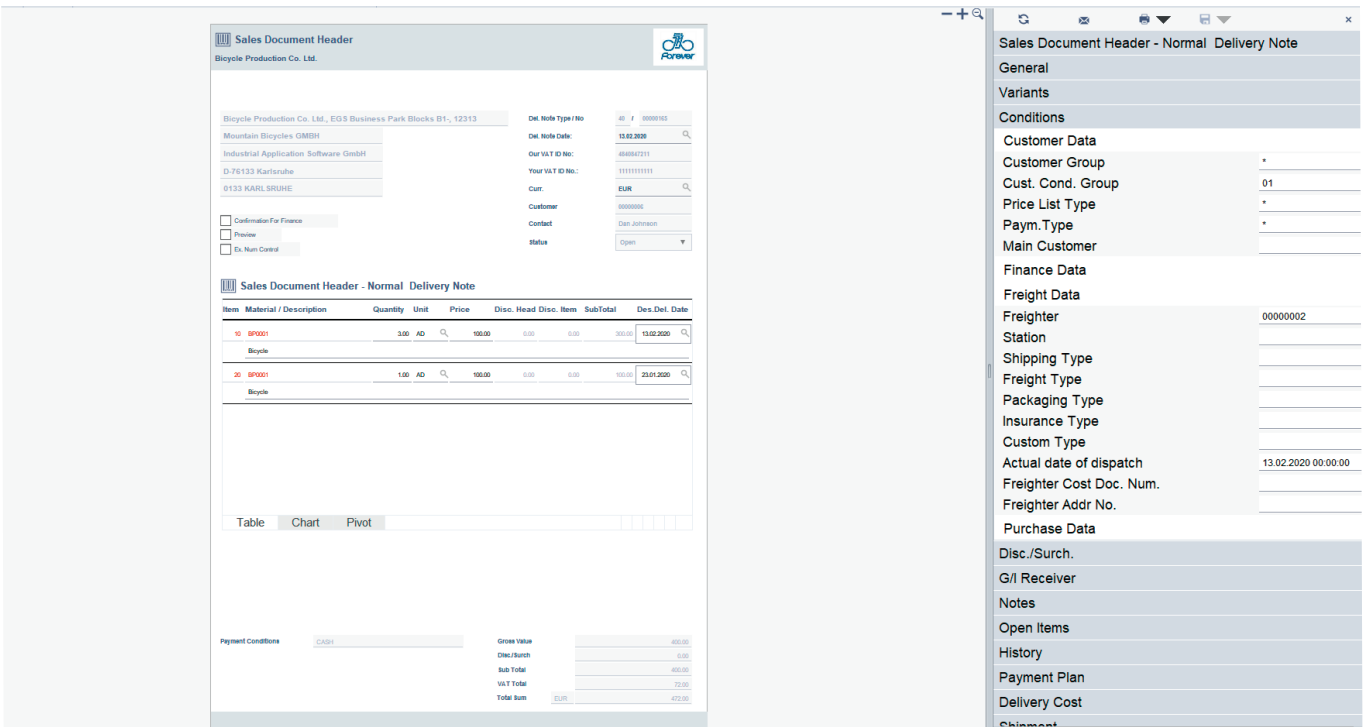 Sales Document Header
Bicycle Production Co. Ltd.
Forever
Bicycle Production Co. Ltd., EGS Business Park Blocks B1-, 12313
Mountain Bicycles GMBH
Industrial Application Software GmbH
D-76133 Karlsruhe
0133 KARLSRUHE
Del. Note Type / No 40 / 00000165
Del. Note Date: 13.02.2020
Our VAT ID No: 4840847211
Your VAT ID No.: 11111111111
Curr. EUR
Customer 00000006
Contact Dan Johnson
Status Open
Confirmation For Finance
Preview
Ex. Num Control
Sales Document Header - Normal Delivery Note
Item Material / Description Quantity Unit Price Disc. Head Disc. Item SubTotal Des.Del. Date
10 BP0001 3.00 AD 100.00 0.00 0.00 300.00 13.02.2020
Bicycle
20 BP0001 1.00 AD 100.00 0.00 0.00 100.00 23.01.2020
Bicycle
Table Chart Pivot
Payment Conditions CASH
Gross Value 400.00
Disc./Surch 0.00
Sub Total 400.00
VAT Total 72.00
Total Sum EUR 472.00
Sales Document Header - Normal Delivery Note
General
Variants
Conditions
Customer Data
Customer Group *
Cust. Cond. Group 01
Price List Type *
Paym.Type *
Main Customer
Finance Data
Freight Data
Freighter 00000002
Station
Shipping Type
Freight Type
Packaging Type
Insurance Type
Custom Type
Actual date of dispatch 13.02.2020 00:00:00
Freighter Cost Doc. Num.
Freighter Addr No.
Purchase Data
Disc./Surch.
G/I Receiver
Notes
Open Items
History
Payment Plan
Delivery Cost
Shipment